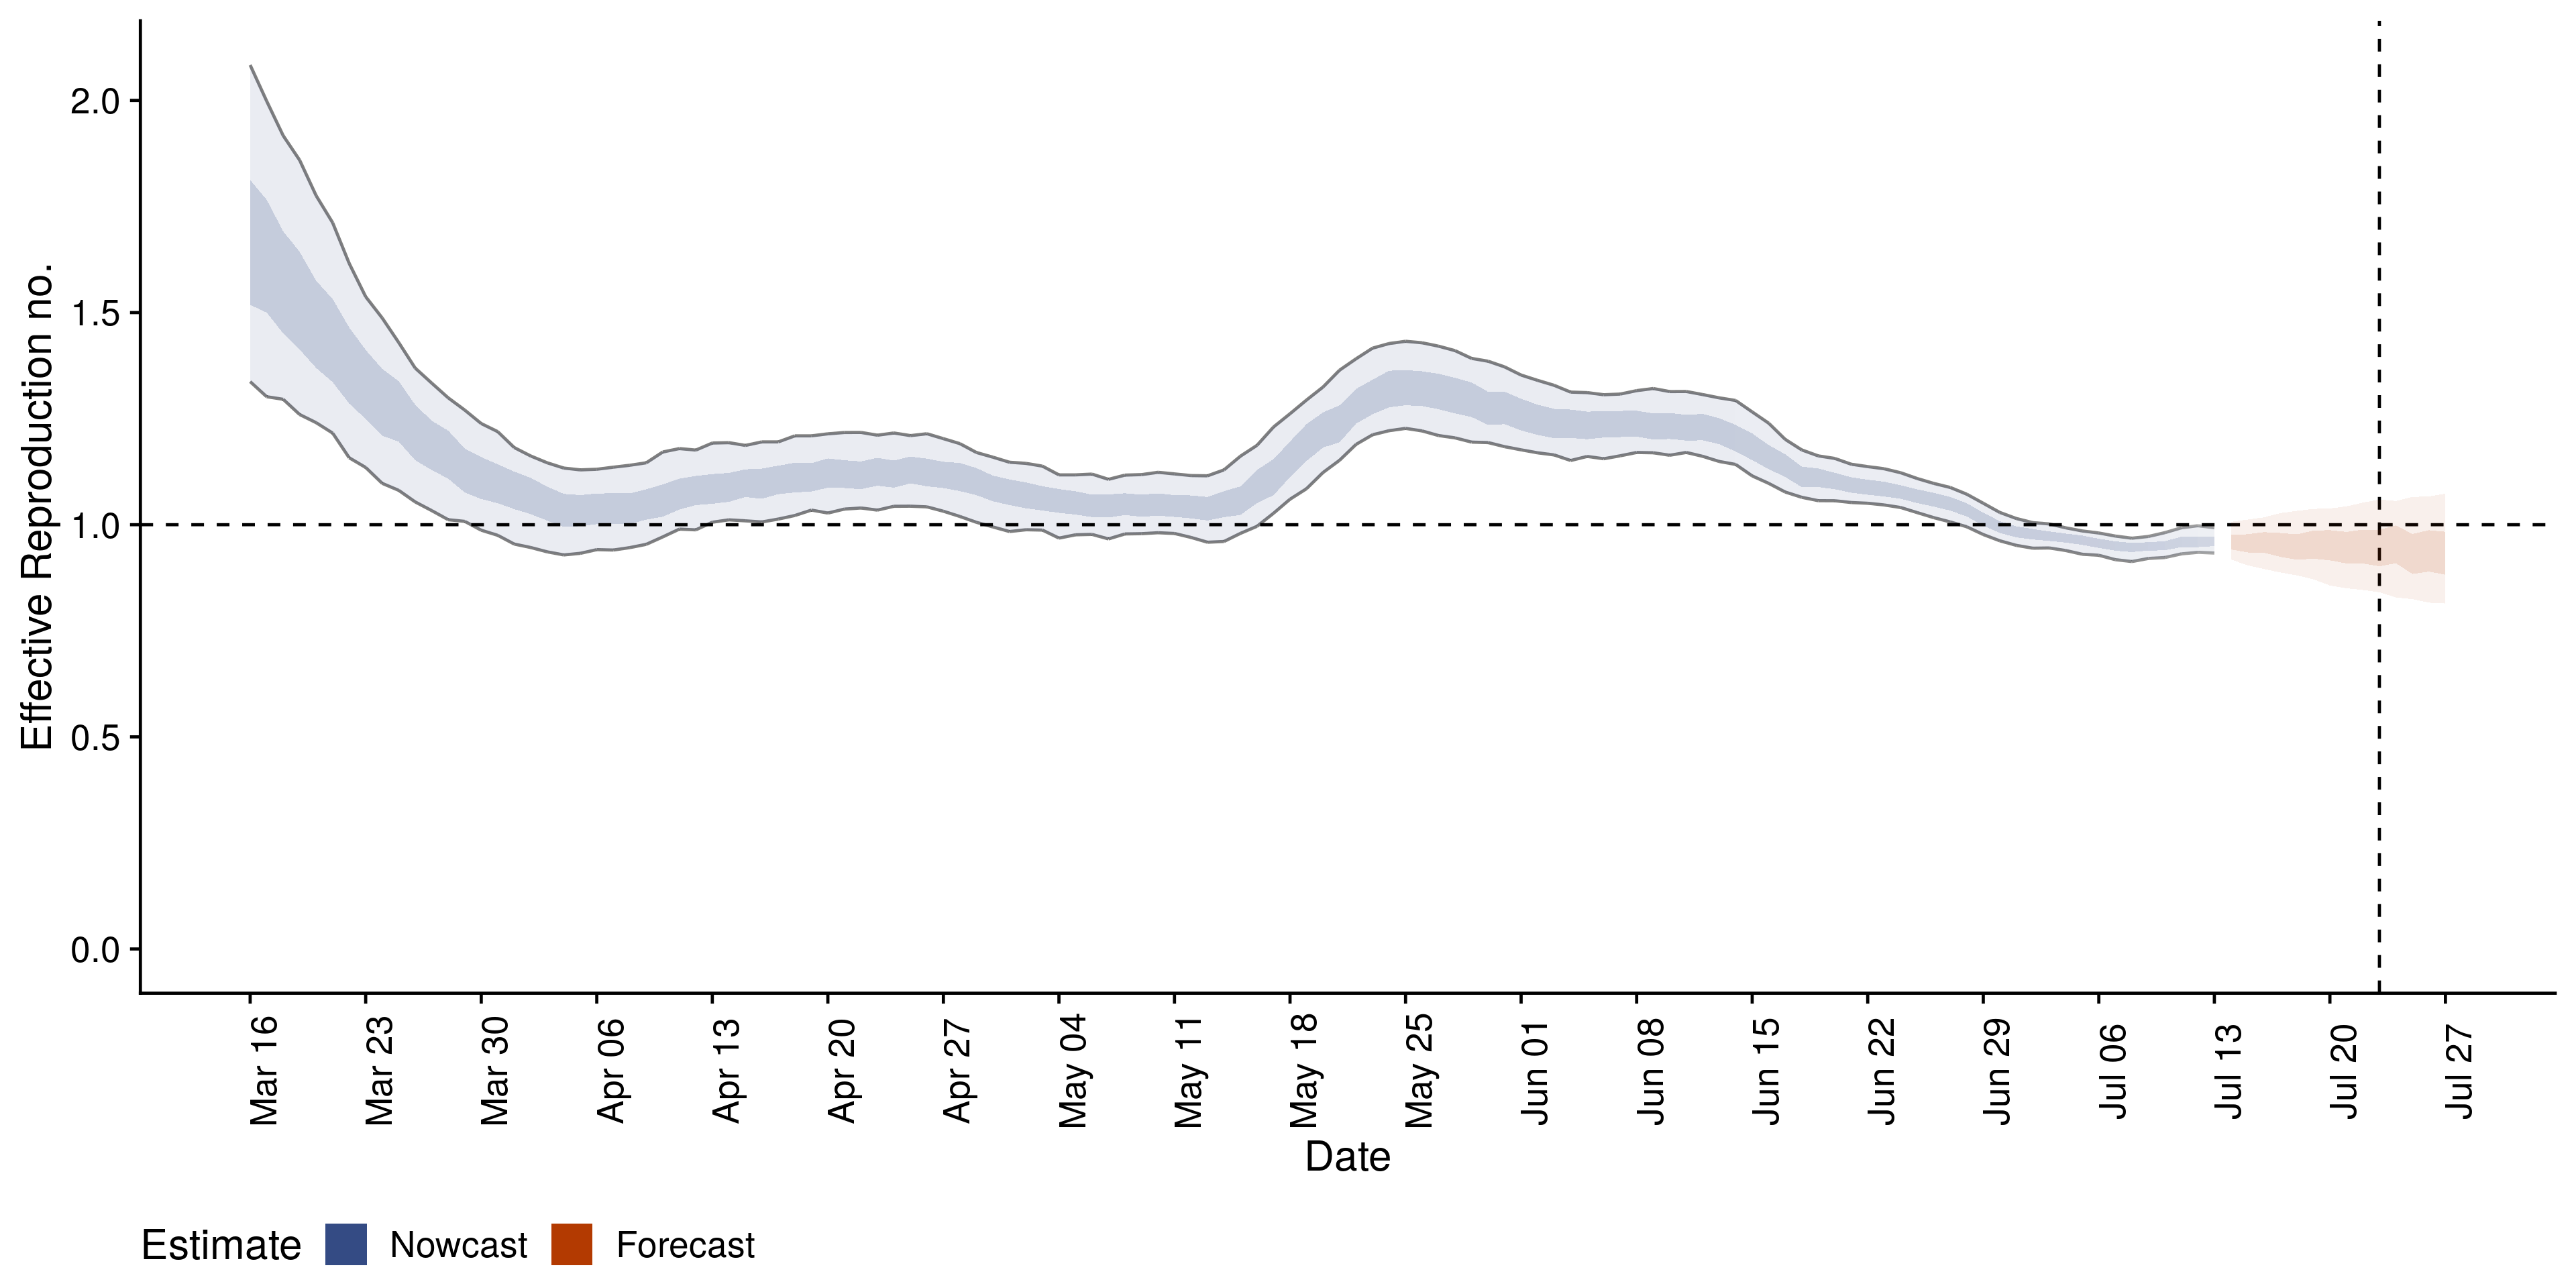 Effective Reproduction no.
2.0
1.5
1.0
0.5
0.0
Mar 16
Mar 23
Mar 30
Apr 06
Apr 13
Apr 20
Apr 27
May 04
May 11
May 18
May 25
Jun 01
Jun 08
Jun 15
Jun 22
Jun 29
Jul 06
Jul 13
Jul 20
Jul 27
Date
Estimate Nowcast Forecast